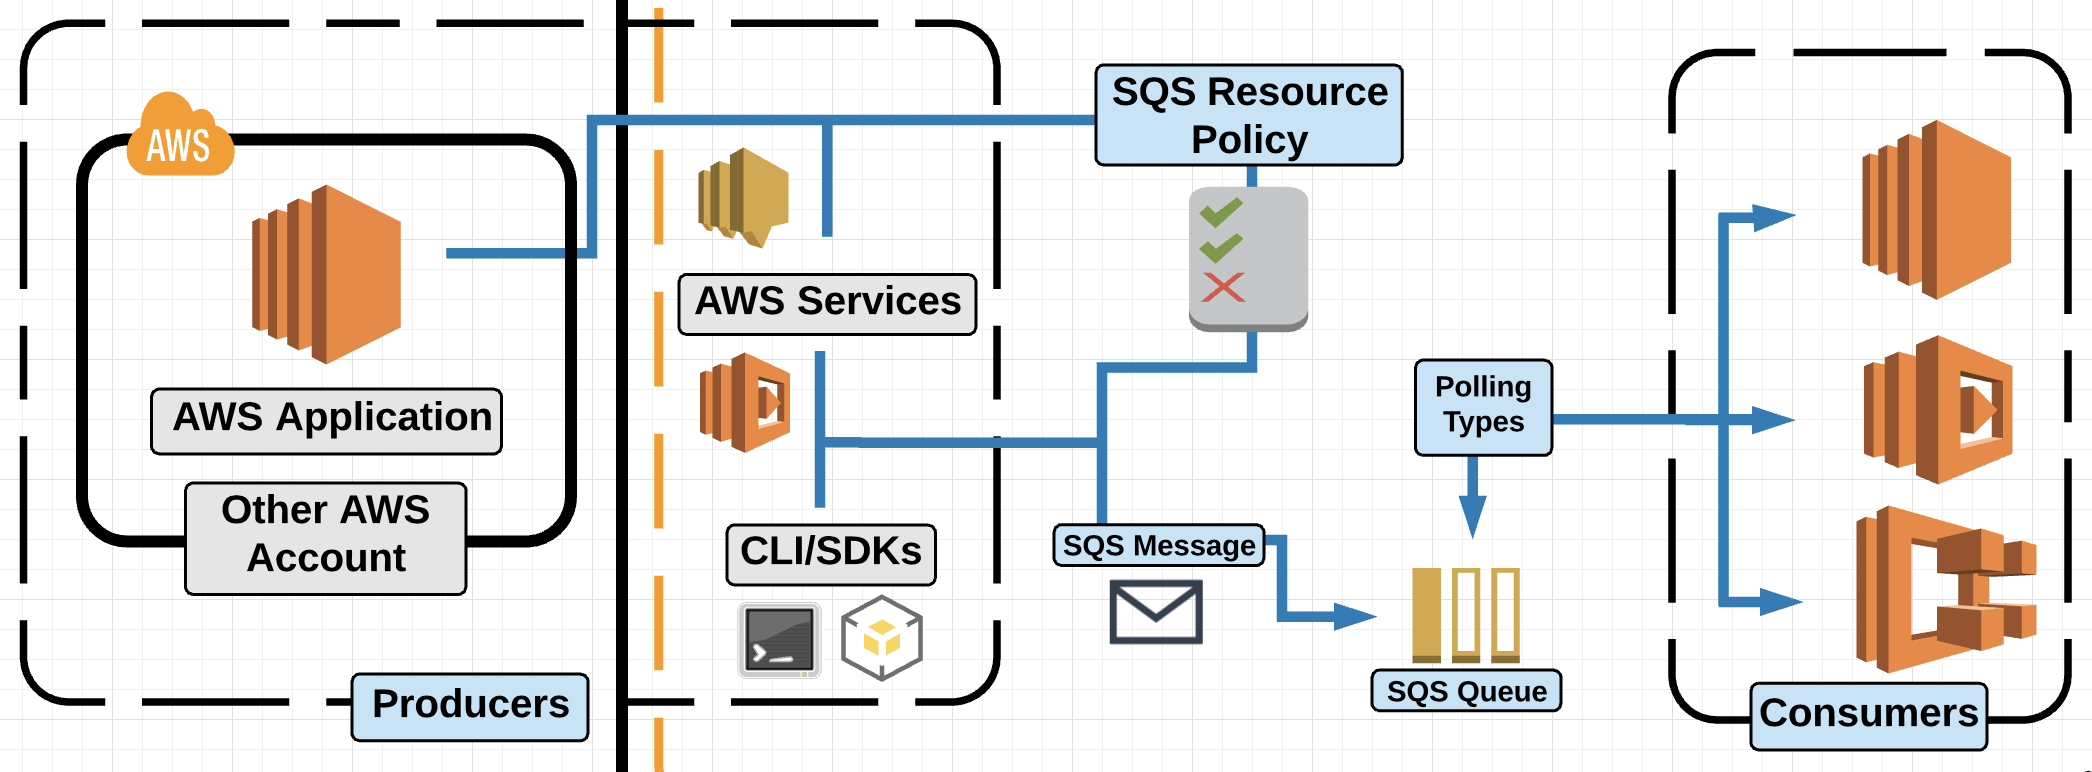 AWS
AWS Application
Other AWS
Account
Producers
AWS Services
CLI/SDKs
SQS Resource
Policy
SQS Message
Polling
Types
SQS Queue
Consumers